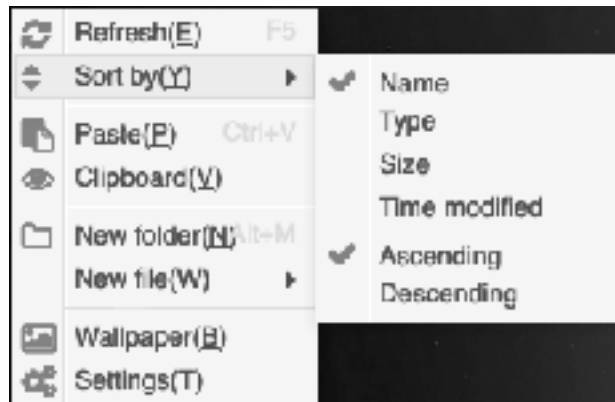 Refresh(E) F5
Sort by(Y)
Paste(P) Ctrl+V
Clipboard(V)
New folder(N) Alt+M
New file(W)
Wallpaper(B)
Settings(T)
Name
Type
Size
Time modified
Ascending
Descending